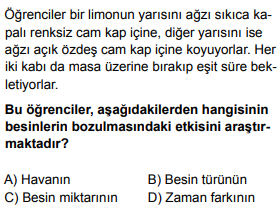 Öğrenciler bir limonun yarısını ağzı sıkıca ka-
palı renksiz cam kap içine, diğer yarısını ise
ağzı açık özdeş cam kap içine koyuyorlar. Her
iki kabı da masa üzerine bırakıp eşit süre bek-
letiyorlar.
Bu öğrenciler, aşağıdakilerden hangisinin
besinlerin bozulmasındaki etkisini araştır-
maktadır?
A) Havanın B) Besin türünün
C) Besin miktarının D) Zaman farkının